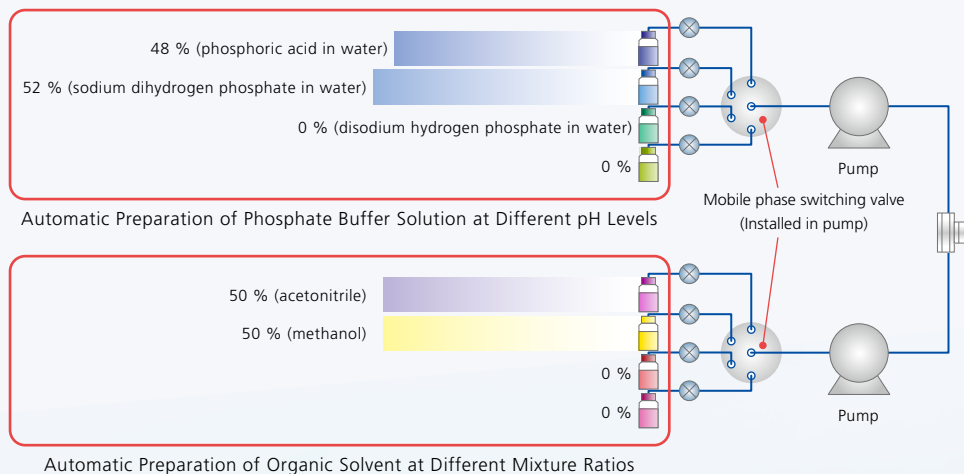 48 % (phosphoric acid in water)
52 % (sodium dihydrogen phosphate in water)
0 % (disodium hydrogen phosphate in water)
0 %
Pump
Automatic Preparation of Phosphate Buffer Solution at Different pH Levels
Mobile phase switching valve
(Installed in pump)
50 % (acetonitrile)
50 % (methanol)
0 %
0 %
Pump
Automatic Preparation of Organic Solvent at Different Mixture Ratios